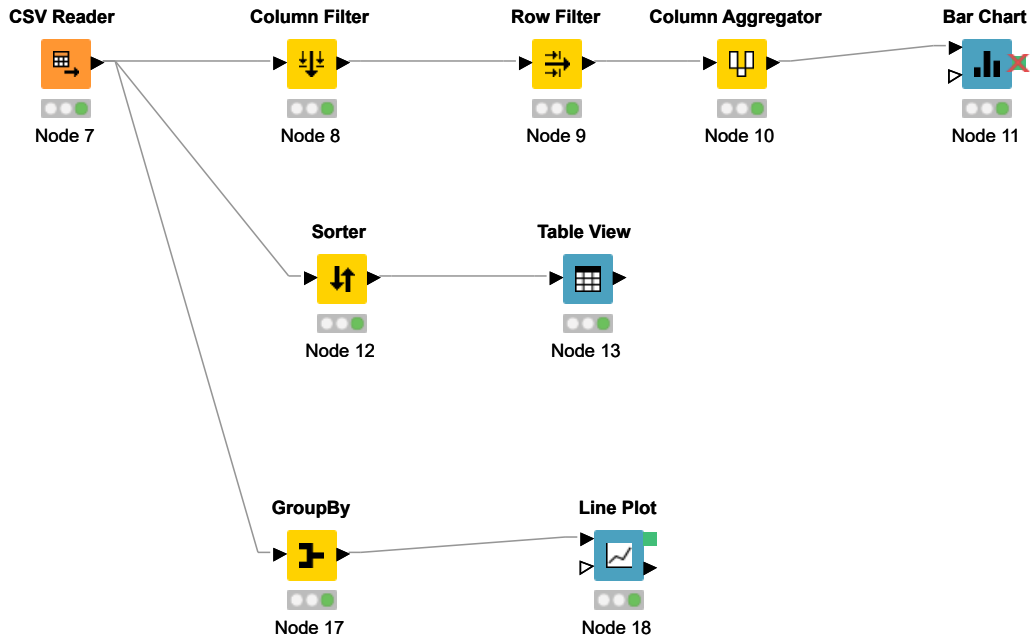 CSV Reader
Column Filter
Row Filter
Column Aggregator
Bar Chart
Node 7
Node 8
Node 9
Node 10
Node 11
Sorter
Table View
Node 12
Node 13
GroupBy
Line Plot
Node 17
Node 18